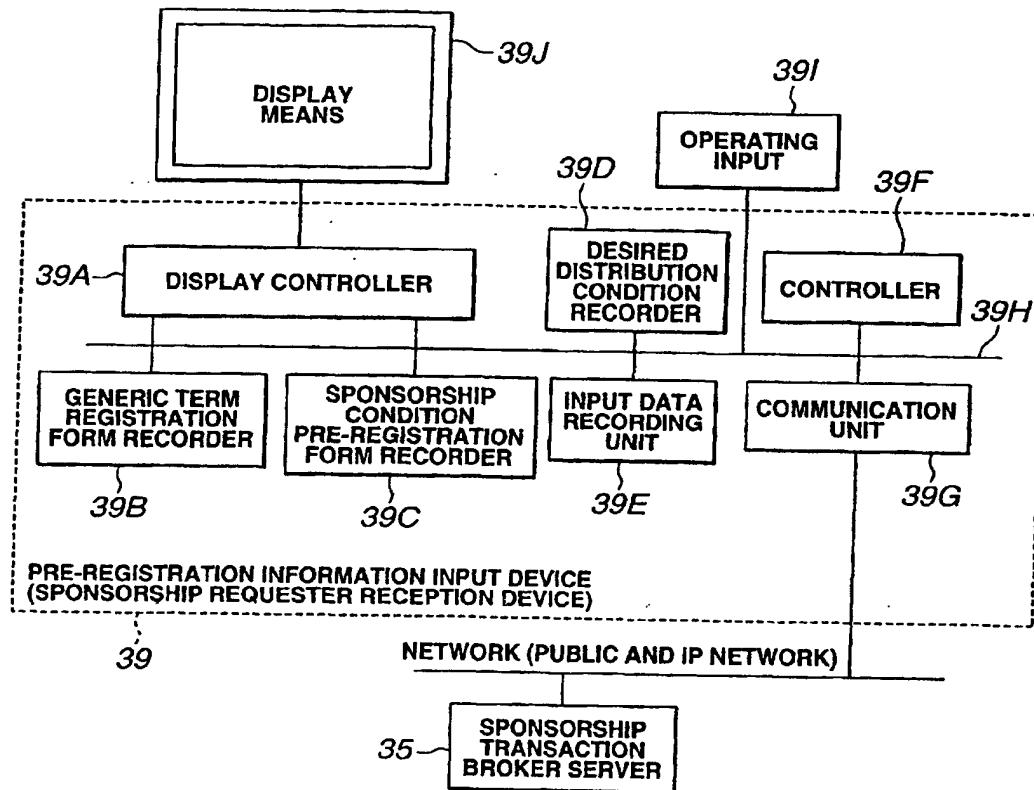 39J
DISPLAY
MEANS
39I
OPERATING
INPUT
39D
39F
39A
DISPLAY CONTROLLER
DESIRED
DISTRIBUTION
CONDITION
RECORDER
CONTROLLER
39H
GENERIC TERM
REGISTRATION
FORM RECORDER
SPONSORSHIP
CONDITION
PRE-REGISTRATION
FORM RECORDER
INPUT DATA
RECORDING
UNIT
COMMUNICATION
UNIT
39B
39C
39E
39G
PRE-REGISTRATION INFORMATION INPUT DEVICE
(SPONSORSHIP REQUESTER RECEPTION DEVICE)
39
NETWORK (PUBLIC AND IP NETWORK)
35
SPONSORSHIP
TRANSACTION
BROKER SERVER